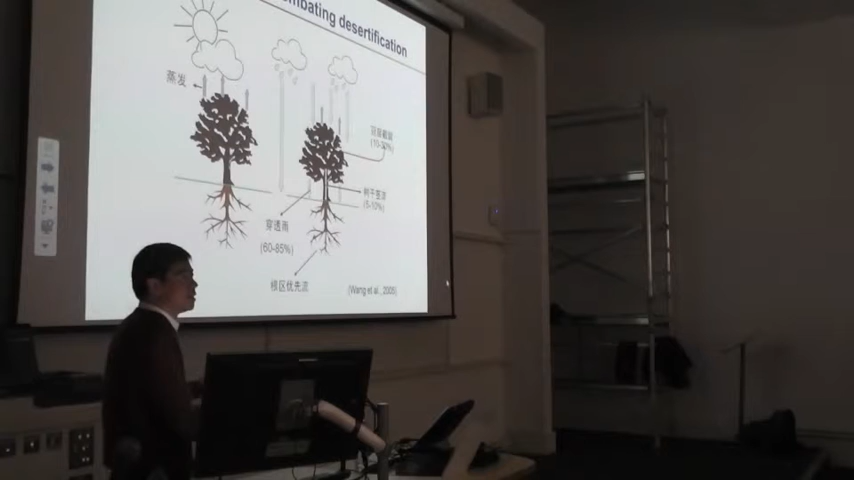 mbating desertification
蒸发
冠层截留
(10-30%)
树干茎流
(5-10%)
穿透雨
(60-85%)
根区优先流
(Wang et al., 2005)